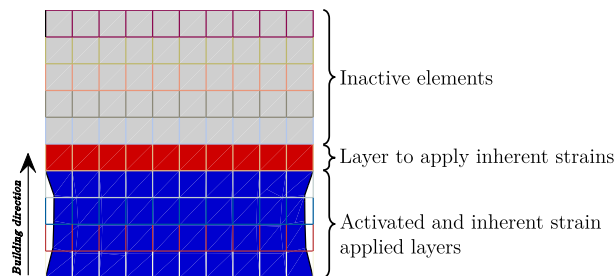 Inactive elements
Layer to apply inherent strains
Building direction
Activated and inherent strain
applied layers